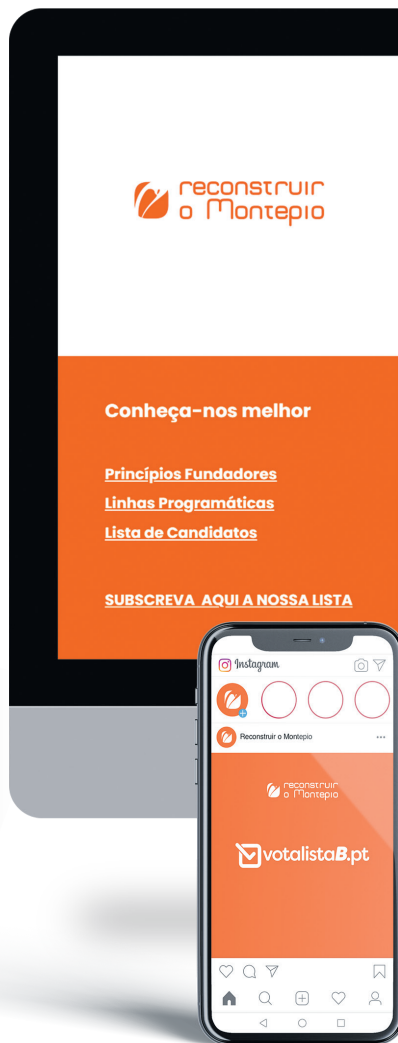 reconstruir
o Montepio
Conheça-nos melhor
Princípios Fundadores
Linhas Programáticas
Lista de Candidatos
SUBSCREVA AQUI A NOSSA LISTA
Instagram
Reconstruir o Montepio
reconstruir
o Montepio
votalistaB.pt